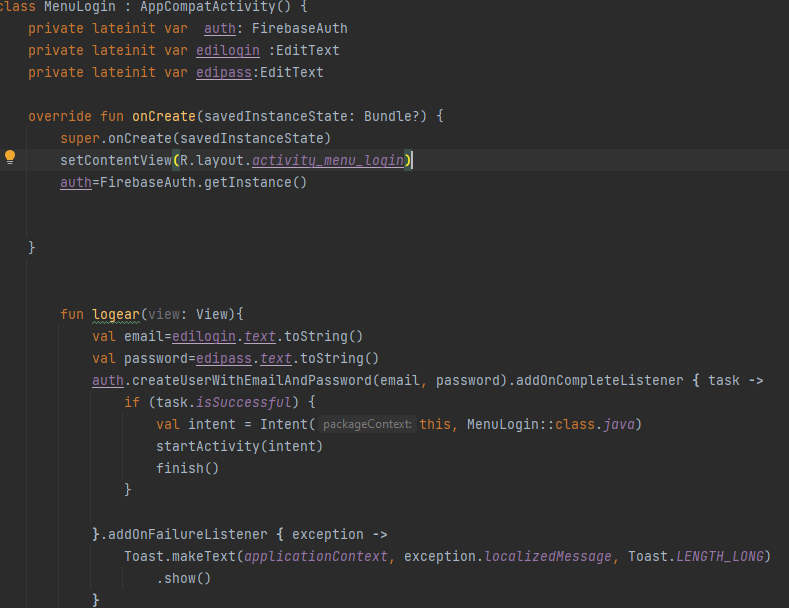 class MenuLogin : AppCompatActivity() {
private lateinit var auth: FirebaseAuth
private lateinit var edilogin :EditText
private lateinit var edipass:EditText
override fun onCreate(savedInstanceState: Bundle?) {
super.onCreate(savedInstanceState)
setContentView(R.layout.activity_menu_login)
auth=FirebaseAuth.getInstance()
}
fun logear(view: View){
val email=edilogin.text.toString()
val password=edipass.text.toString()
auth.createUserWithEmailAndPassword(email, password).addOnCompleteListener { task ->
if (task.isSuccessful) {
val intent = Intent( packageContext: this, MenuLogin::class.java)
startActivity(intent)
finish()
}
}.addOnFailureListener { exception ->
Toast.makeText(applicationContext, exception.localizedMessage, Toast.LENGTH_LONG)
.show()
}